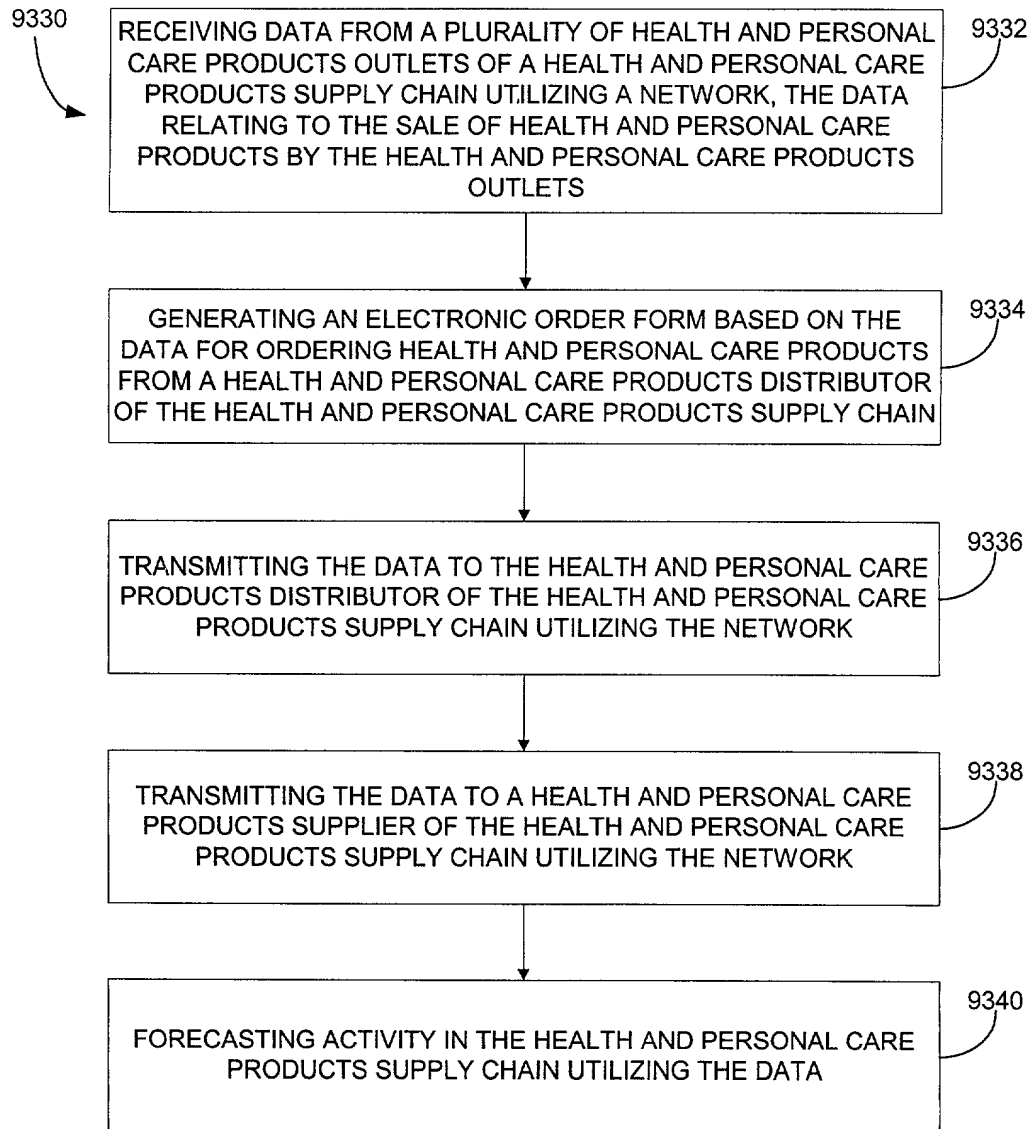 9330
RECEIVING DATA FROM A PLURALITY OF HEALTH AND PERSONAL
CARE PRODUCTS OUTLETS OF A HEALTH AND PERSONAL CARE
PRODUCTS SUPPLY CHAIN UTILIZING A NETWORK, THE DATA
RELATING TO THE SALE OF HEALTH AND PERSONAL CARE
PRODUCTS BY THE HEALTH AND PERSONAL CARE PRODUCTS
OUTLETS
9332
GENERATING AN ELECTRONIC ORDER FORM BASED ON THE
DATA FOR ORDERING HEALTH AND PERSONAL CARE PRODUCTS
FROM A HEALTH AND PERSONAL CARE PRODUCTS DISTRIBUTOR
OF THE HEALTH AND PERSONAL CARE PRODUCTS SUPPLY CHAIN
9334
TRANSMITTING THE DATA TO THE HEALTH AND PERSONAL CARE
PRODUCTS DISTRIBUTOR OF THE HEALTH AND PERSONAL CARE
PRODUCTS SUPPLY CHAIN UTILIZING THE NETWORK
9336
TRANSMITTING THE DATA TO A HEALTH AND PERSONAL CARE
PRODUCTS SUPPLIER OF THE HEALTH AND PERSONAL CARE
PRODUCTS SUPPLY CHAIN UTILIZING THE NETWORK
9338
FORECASTING ACTIVITY IN THE HEALTH AND PERSONAL CARE
PRODUCTS SUPPLY CHAIN UTILIZING THE DATA
9340